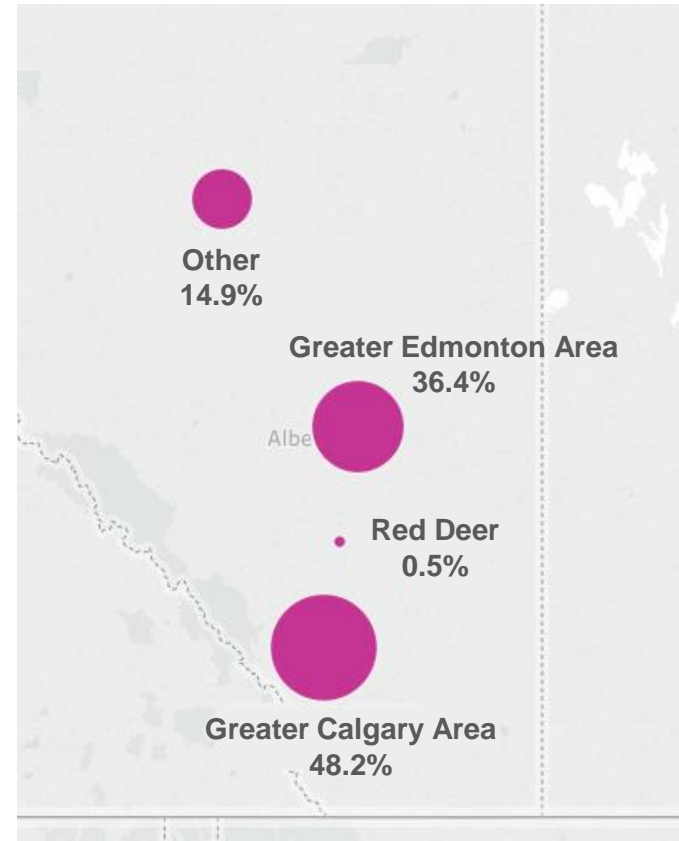 Other
14.9%
Greater Edmonton Area
36.4%
Albe
Red Deer
0.5%
Greater Calgary Area
48.2%